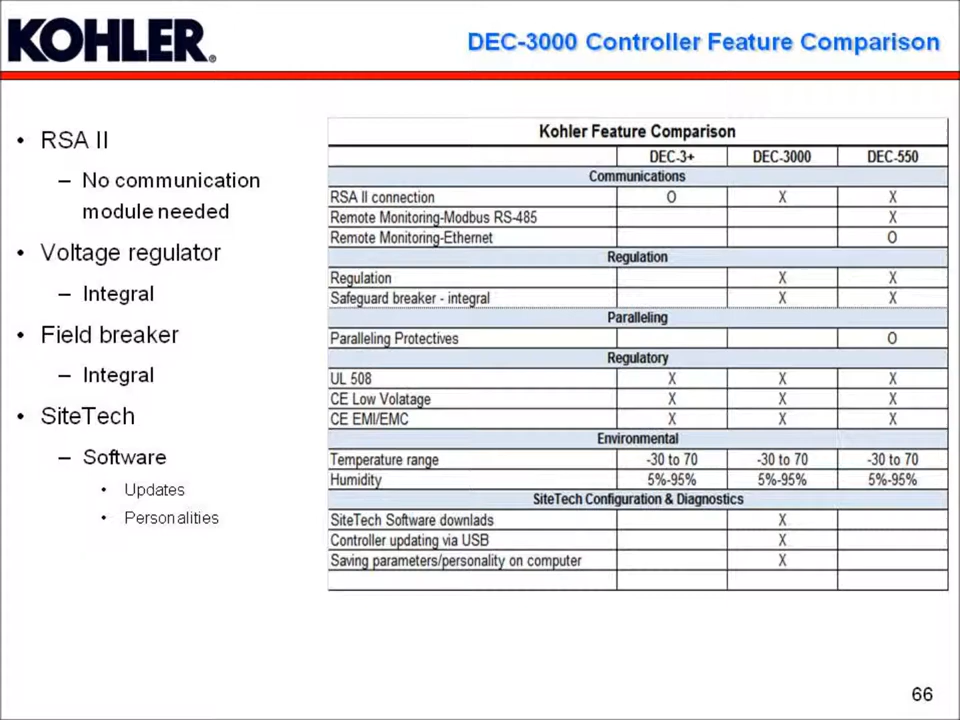 KOHLER®
DEC-3000 Controller Feature Comparison
• RSA II
– No communication
module needed
• Voltage regulator
– Integral
• Field breaker
– Integral
• SiteTech
– Software
• Updates
• Personalities
Kohler Feature Comparison
DEC-3+ DEC-3000 DEC-550
Communications
RSA II connection O X X
Remote Monitoring-Modbus RS-485 X
Remote Monitoring-Ethernet O
Regulation
Regulation X X
Safeguard breaker - integral X X
Paralleling
Paralleling Protectives O
Regulatory
UL 508 X X X
CE Low Volatage X X X
CE EMI/EMC X X X
Environmental
Temperature range -30 to 70 -30 to 70 -30 to 70
Humidity 5%-95% 5%-95% 5%-95%
SiteTech Configuration & Diagnostics
SiteTech Software downlads X
Controller updating via USB X
Saving parameters/personality on computer X
66